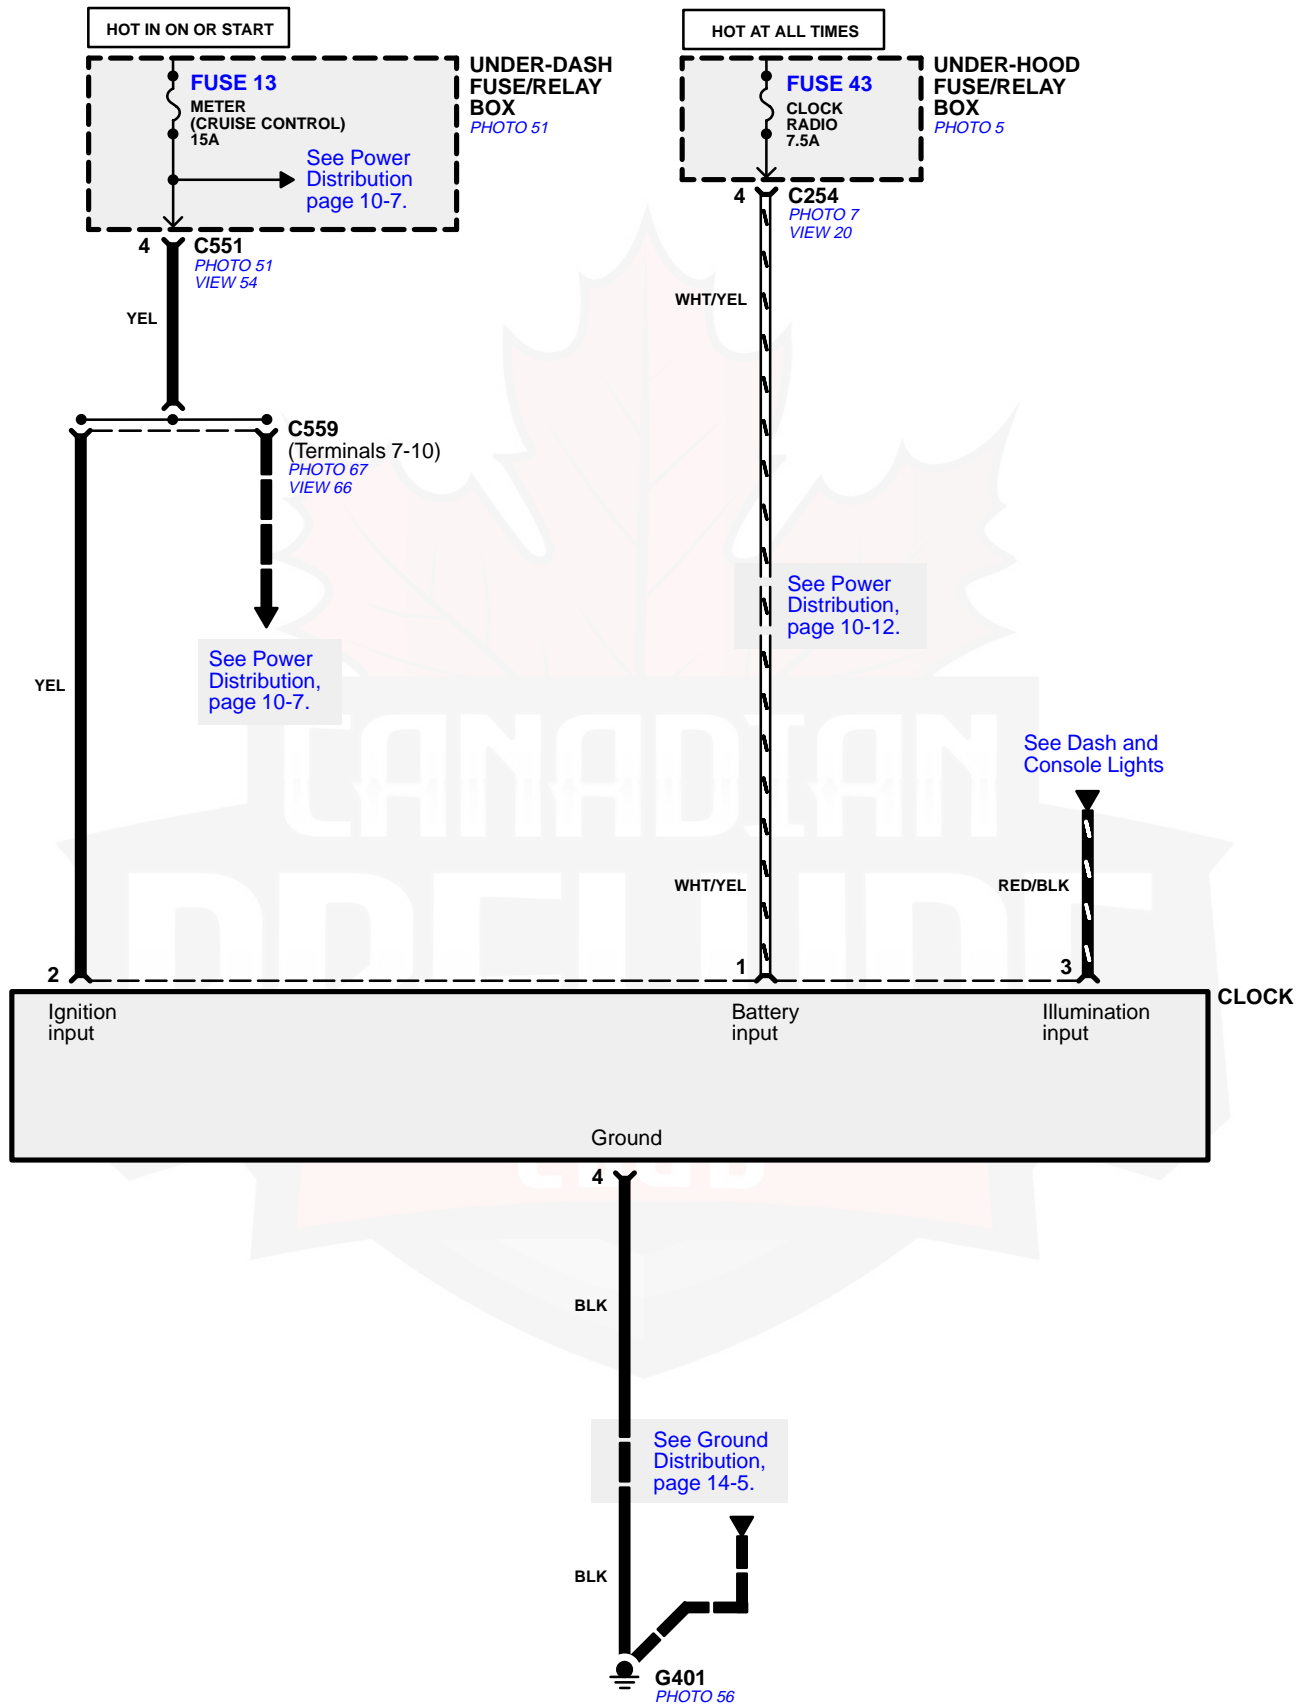 HOT IN ON OR START
HOT AT ALL TIMES
FUSE 13
METER
(CRUISE CONTROL)
15A
See Power
Distribution
page 10-7.
UNDER-DASH
FUSE/RELAY
BOX
PHOTO 51
FUSE 43
CLOCK
RADIO
7.5A
UNDER-HOOD
FUSE/RELAY
BOX
PHOTO 5
4
C551
PHOTO 51
VIEW 54
4
C254
PHOTO 7
VIEW 20
YEL
WHT/YEL
C559
(Terminals 7-10)
PHOTO 67
VIEW 66
See Power
Distribution,
page 10-12.
YEL
See Power
Distribution,
page 10-7.
See Dash and
Console Lights
CANADIAN
PRELUDE
CLUB
WHT/YEL
RED/BLK
2
1
3
CLOCK
Ignition
input
Battery
input
Illumination
input
Ground
4
BLK
See Ground
Distribution,
page 14-5.
BLK
G401
PHOTO 56